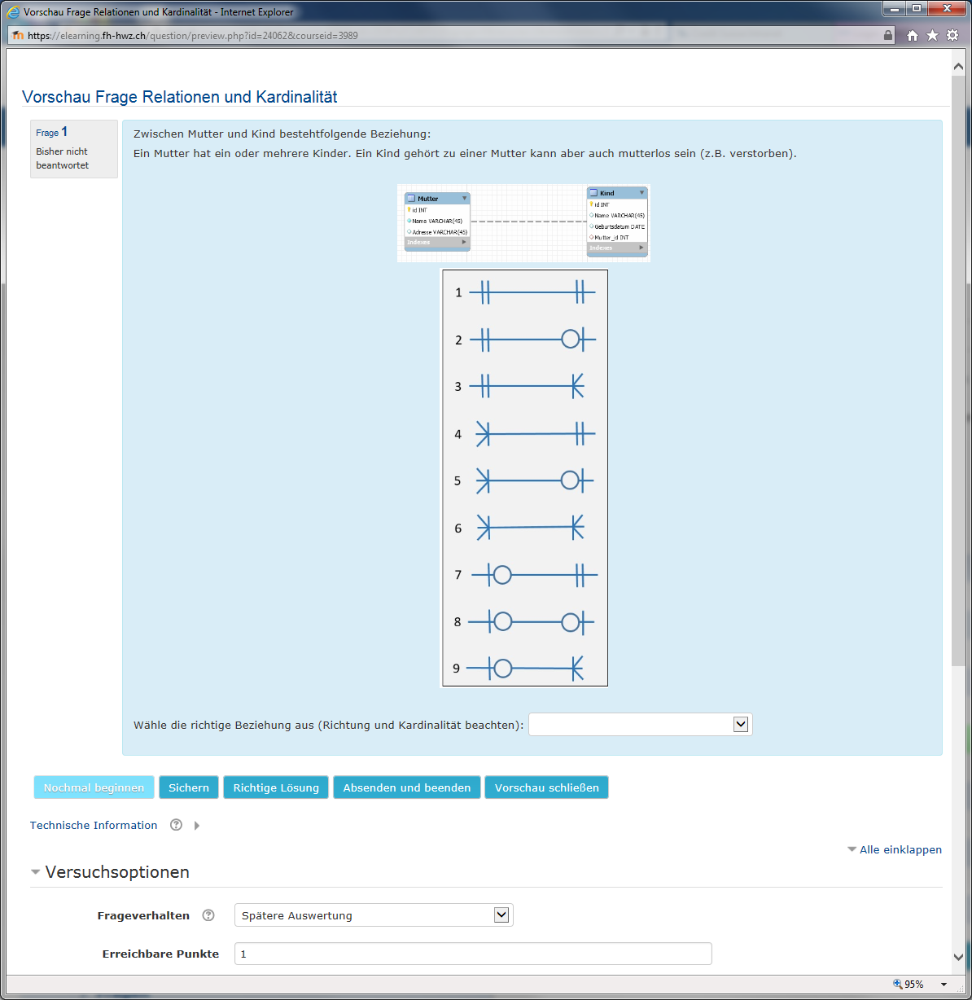 Vorschau Frage Relationen und Kardinalität - Internet Explorer
https://elearning.fh-hwz.ch/question/preview.php?id=24062&courseid=3989
Vorschau Frage Relationen und Kardinalität
Frage 1
Bisher nicht
beantwortet
Zwischen Mutter und Kind bestehtfolgende Beziehung:
Ein Mutter hat ein oder mehrere Kinder. Ein Kind gehört zu einer Mutter kann aber auch mutterlos sein (z.B. verstorben).
Mutter
id INT
Name VARCHAR(45)
Adresse VARCHAR(45)
Indexes
Kind
id INT
Name VARCHAR(45)
Geburtsdatum DATE
Mutter_id INT
Indexes
1
2
3
4
5
6
7
8
9
Wähle die richtige Beziehung aus (Richtung und Kardinalität beachten):
Nochmal beginnen
Sichern
Richtige Lösung
Absenden und beenden
Vorschau schließen
Technische Information
Alle einklappen
Versuchsoptionen
Frageverhalten
Spätere Auswertung
Erreichbare Punkte
1
95%